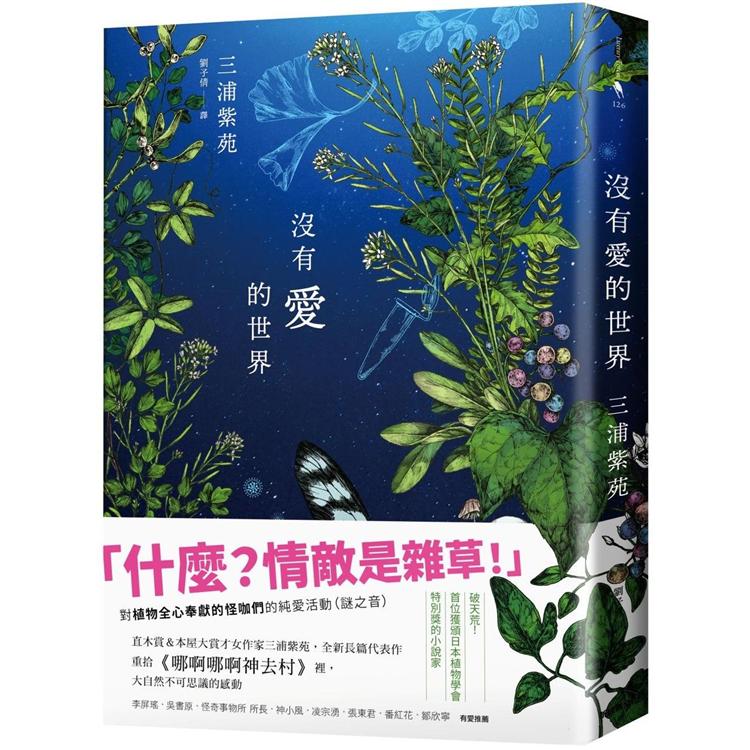 三浦紫苑
劉子倩——譯
沒有愛的世界
126
沒有愛的世界 三浦紫苑
劉子
「什麼?情敵是雜草!」
對植物全心奉獻的怪咖們的純愛活動(謎之音)
直木賞&本屋大賞才女作家三浦紫苑,全新長篇代表作
重拾《哪啊哪啊神去村》裡,
大自然不可思議的感動
破天荒!
首位獲頒日本植物學會
特別獎的小說家
李屏瑤.吳書原.怪奇事物所 所長.神小風.凌宗湧.張東君.番紅花.鄒欣寧 有愛推薦